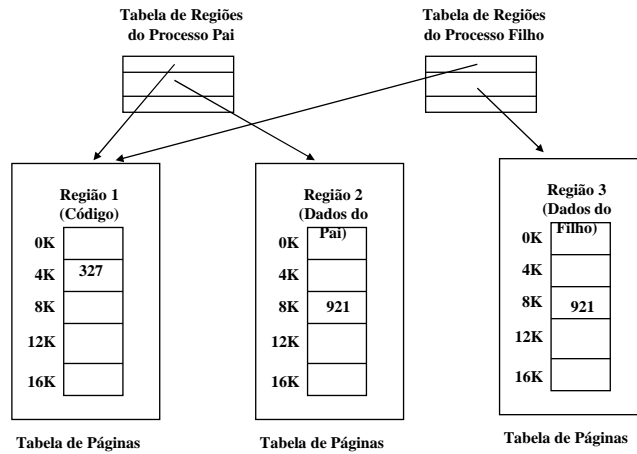 Tabela de Regiões
do Processo Pai
Tabela de Regiões
do Processo Filho
Região 1
(Código)
0K
4K
327
8K
12K
16K
Tabela de Páginas
Região 2
(Dados do
Pai)
0K
4K
8K
921
12K
16K
Tabela de Páginas
Região 3
(Dados do
Filho)
0K
4K
8K
921
12K
16K
Tabela de Páginas